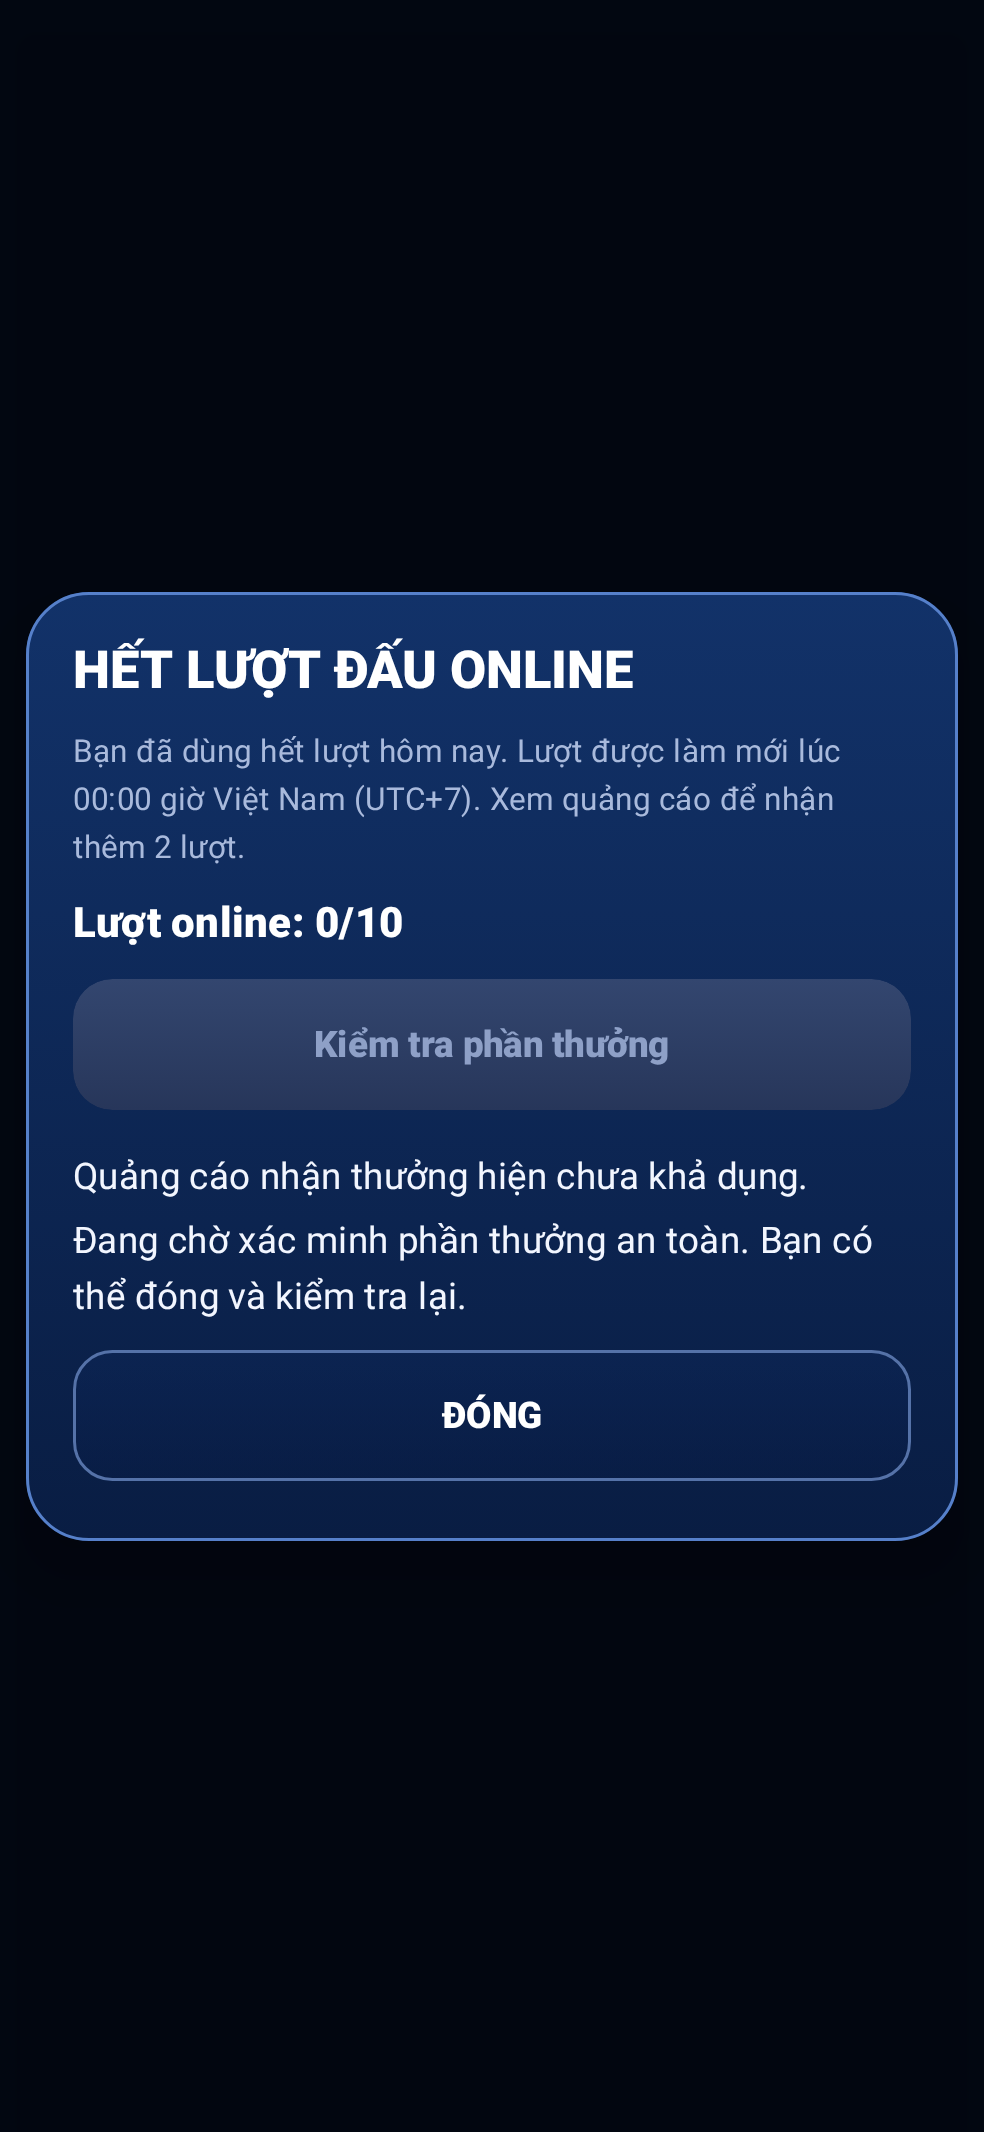 HẾT LƯỢT ĐẤU ONLINE
Bạn đã dùng hết lượt hôm nay. Lượt được làm mới lúc
00:00 giờ Việt Nam (UTC+7). Xem quảng cáo để nhận
thêm 2 lượt.
Lượt online: 0/10
Kiểm tra phần thưởng
Quảng cáo nhận thưởng hiện chưa khả dụng.
Đang chờ xác minh phần thưởng an toàn. Bạn có
thể đóng và kiểm tra lại.
ĐÓNG